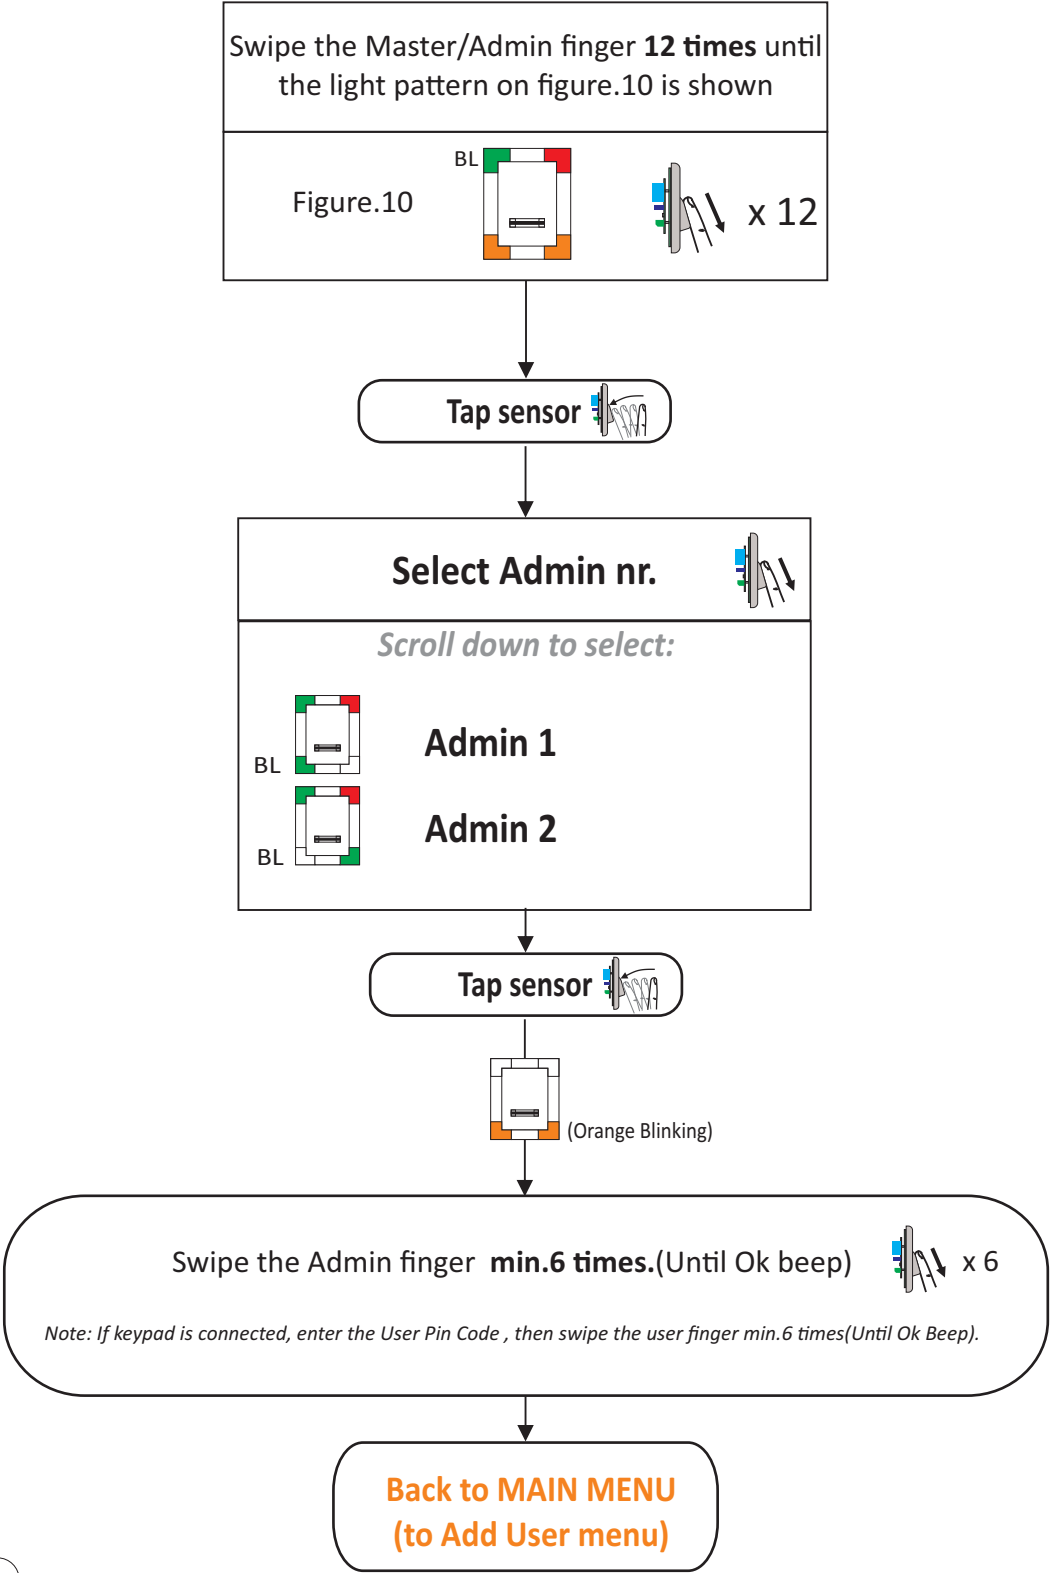 Swipe the Master/Admin finger 12 times until
the light pattern on figure.10 is shown
BL
Figure.10
x 12
Tap sensor
Select Admin nr.
Scroll down to select:
BL
Admin 1
BL
Admin 2
Tap sensor
(Orange Blinking)
Swipe the Admin finger min.6 times.(Until Ok beep)
x 6
Note: If keypad is connected, enter the User Pin Code , then swipe the user finger min.6 times(Until Ok Beep).
Back to MAIN MENU
(to Add User menu)